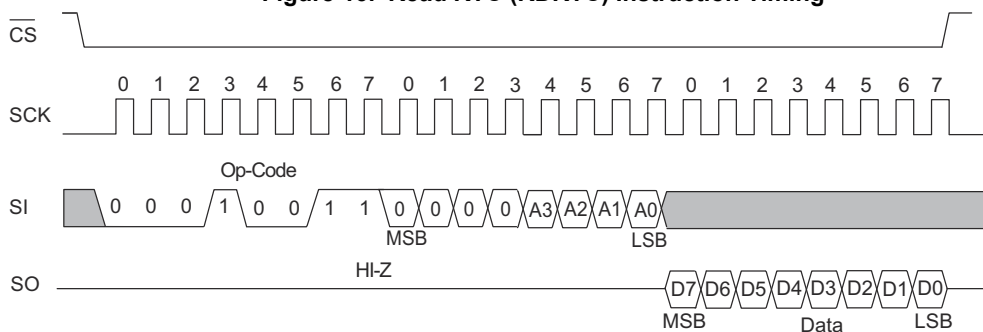 Figure 10. Read RTC (RDRTC) Instruction Timing
CS
0 1 2 3 4 5 6 7 0 1 2 3 4 5 6 7 0 1 2 3 4 5 6 7
SCK
Op-Code
SI 0 0 0 1 0 0 1 1 0 0 0 0 A3 A2 A1 A0
MSB LSB
HI-Z
SO D7 D6 D5 D4 D3 D2 D1 D0
MSB Data LSB